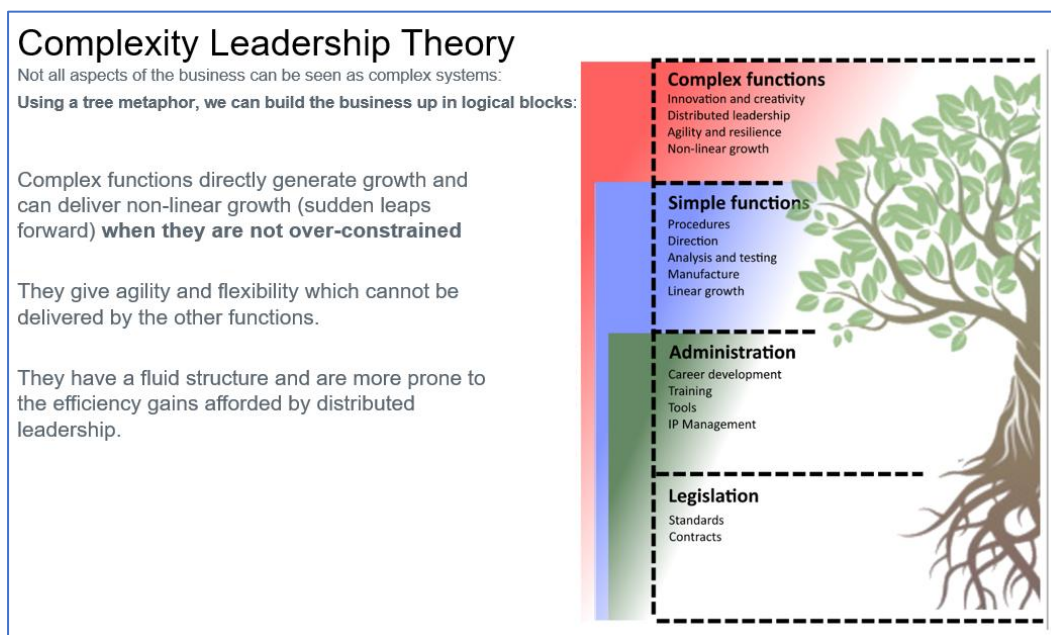 Complexity Leadership Theory
Not all aspects of the business can be seen as complex systems:
Using a tree metaphor, we can build the business up in logical blocks:
Complex functions directly generate growth and
can deliver non-linear growth (sudden leaps
forward) when they are not over-constrained
They give agility and flexibility which cannot be
delivered by the other functions.
They have a fluid structure and are more prone to
the efficiency gains afforded by distributed
leadership.
Complex functions
Innovation and creativity
Distributed leadership
Agility and resilience
Non-linear growth
Simple functions
Procedures
Direction
Analysis and testing
Manufacture
Linear growth
Administration
Career development
Training
Tools
IP Management
Legislation
Standards
Contracts